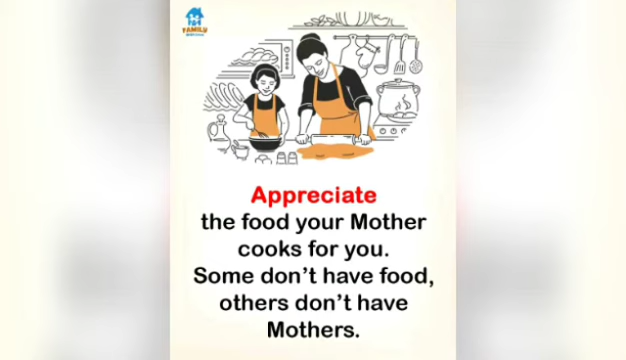 FAMILY
Appreciate
the food your Mother
cooks for you.
Some don't have food,
others don't have
Mothers.